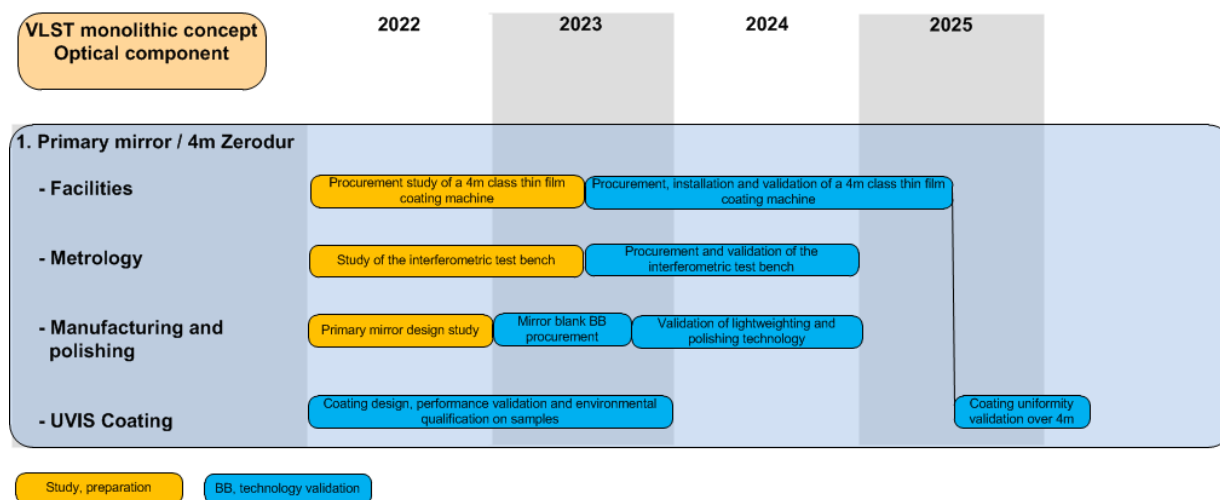 VLST monolithic concept
Optical component
2022
2023
2024
2025
1. Primary mirror / 4m Zerodur
- Facilities
Procurement study of a 4m class thin film
coating machine
Procurement, installation and validation of a 4m class thin film
coating machine
- Metrology
Study of the interferometric test bench
Procurement and validation of the
interferometric test bench
- Manufacturing and
polishing
Primary mirror design study
Mirror blank BB
procurement
Validation of lightweighting and
polishing technology
- UVIS Coating
Coating design, performance validation and environmental
qualification on samples
Coating uniformity
validation over 4m
Study, preparation
BB, technology validation